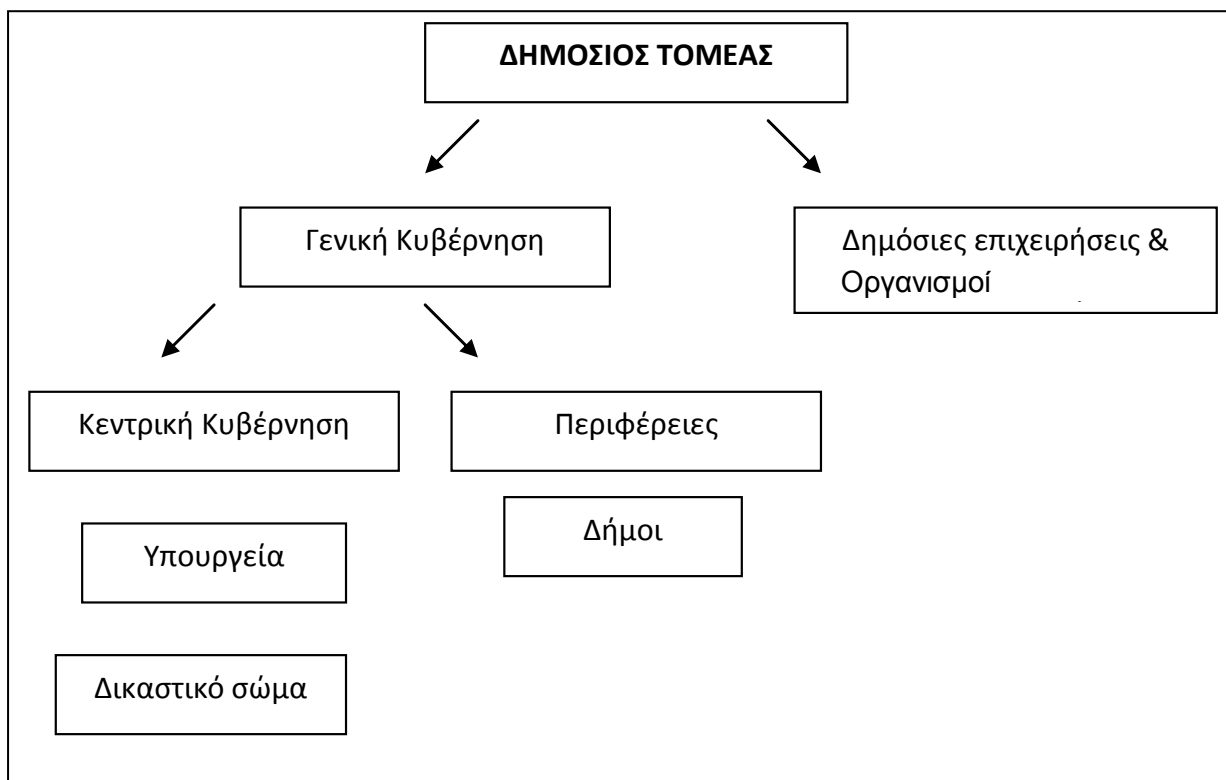 ΔΗΜΟΣΙΟΣ ΤΟΜΕΑΣ
Γενική Κυβέρνηση
Δημόσιες επιχειρήσεις &
Οργανισμοί
Κεντρική Κυβέρνηση
Περιφέρειες
Δήμοι
Υπουργεία
Δικαστικό σώμα